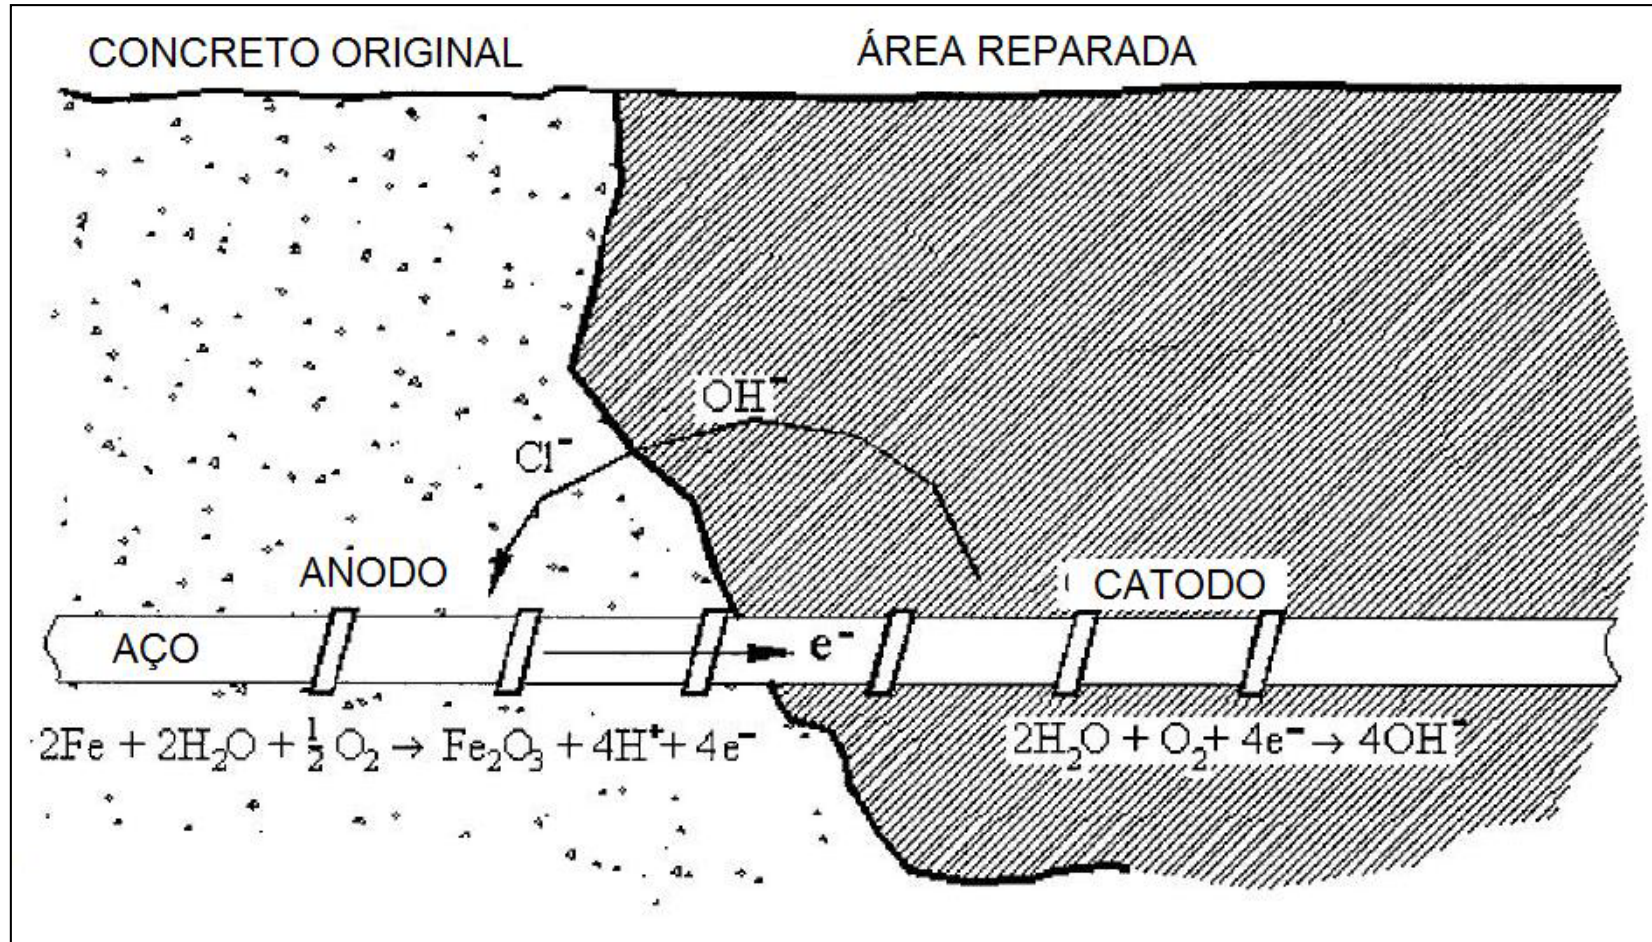 CONCRETO ORIGINAL
ÁREA REPARADA
OH⁻
Cl⁻
ANODO
CATODO
AÇO
e⁻
2Fe + 2H₂O + ½ O₂ → Fe₂O₃ + 4H⁺ + 4e⁻
2H₂O + O₂ + 4e⁻ → 4OH⁻